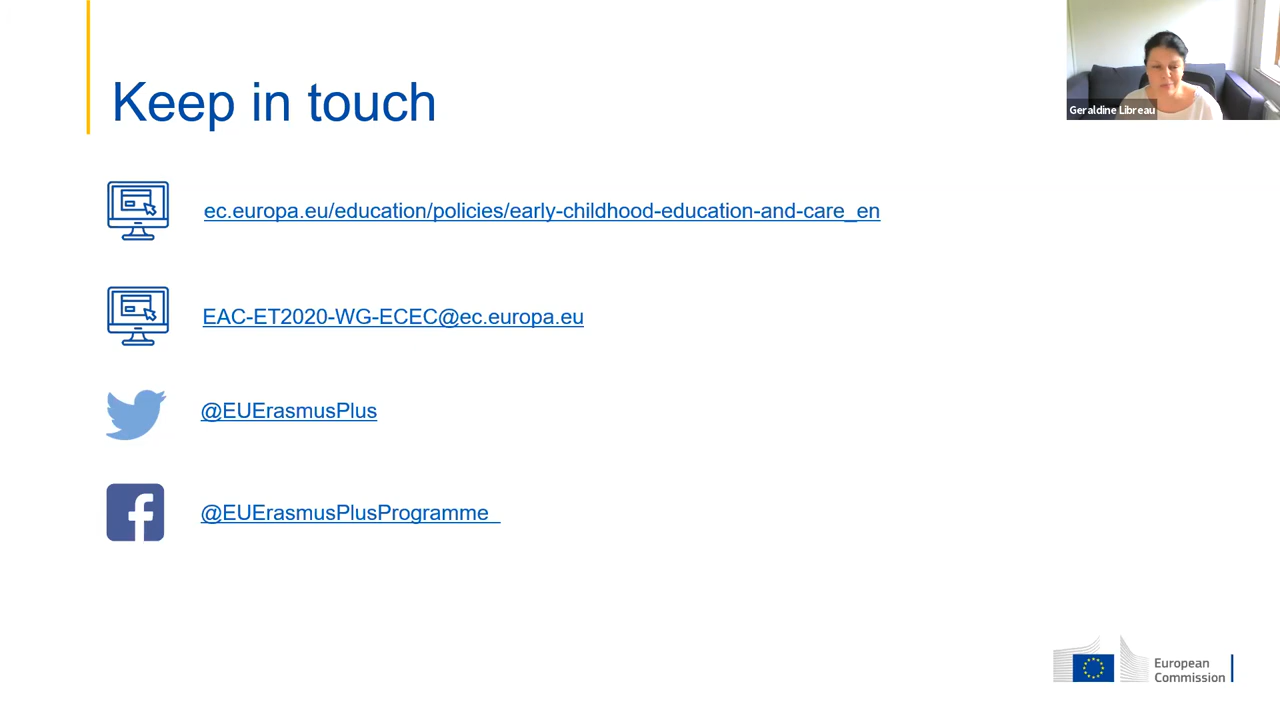 Keep in touch
Geraldine Libreau
ec.europa.eu/education/policies/early-childhood-education-and-care_en
EAC-ET2020-WG-ECEC@ec.europa.eu
@EUErasmusPlus
@EUErasmusPlusProgramme
European
Commission